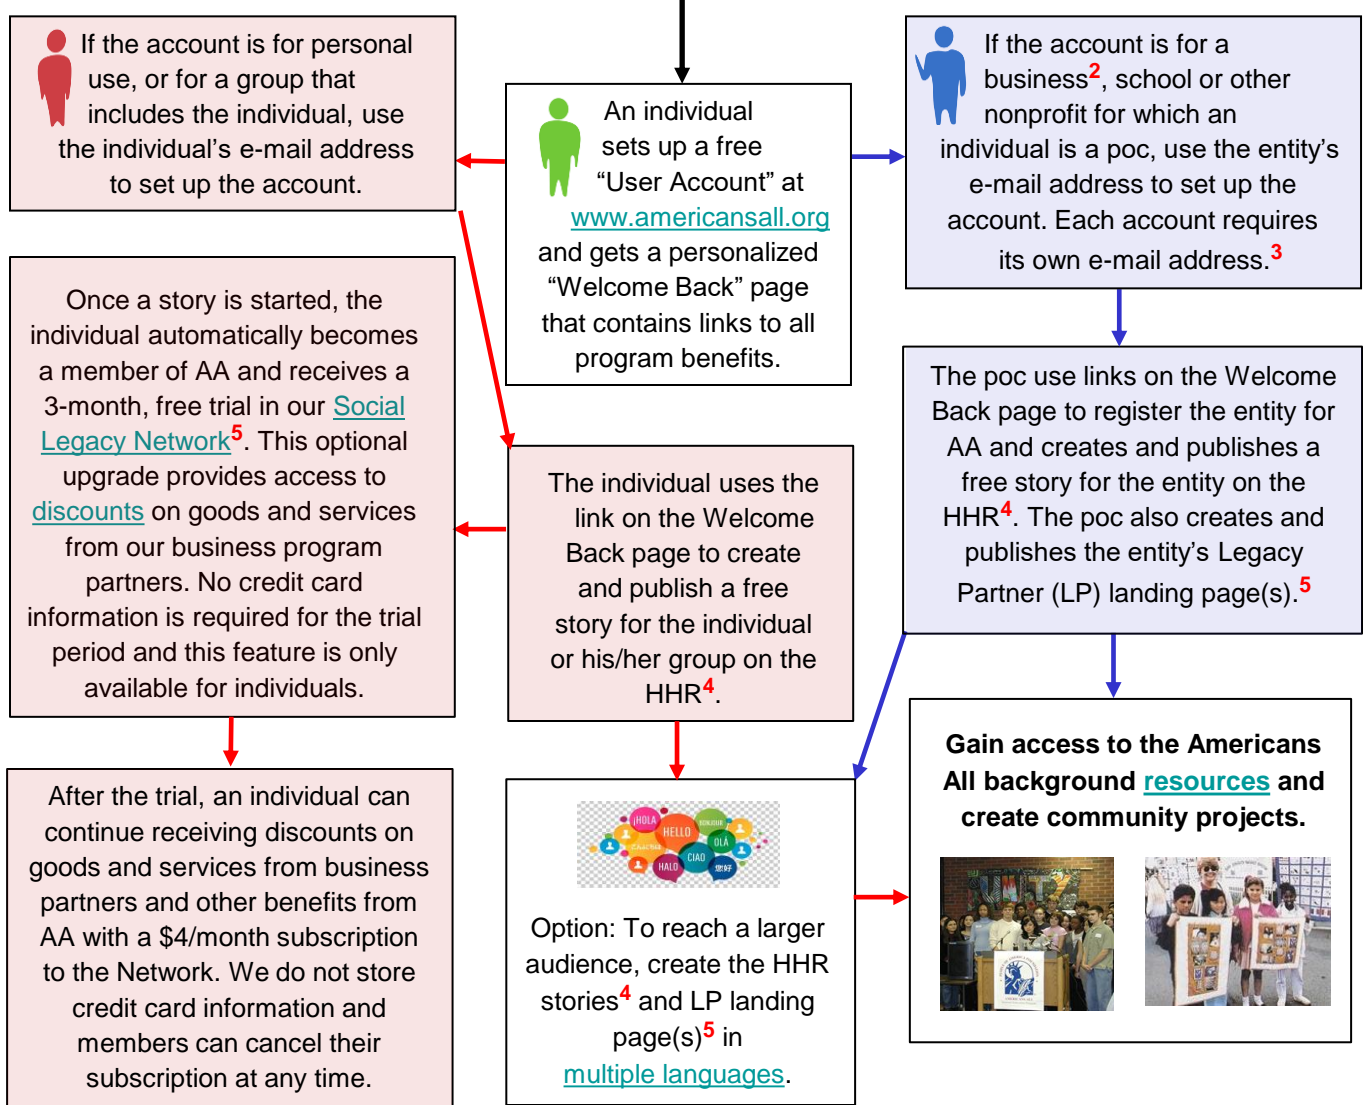 If the account is for personal
use, or for a group that
includes the individual, use
the individual’s e-mail address
to set up the account.
An individual
sets up a free
“User Account” at
www.americansall.org
and gets a personalized
“Welcome Back” page
that contains links to all
program benefits.
If the account is for a
business2, school or other
nonprofit for which an
individual is a poc, use the entity’s
e-mail address to set up the
account. Each account requires
its own e-mail address.3
Once a story is started, the
individual automatically becomes
a member of AA and receives a
3-month, free trial in our Social
Legacy Network5. This optional
upgrade provides access to
discounts on goods and services
from our business program
partners. No credit card
information is required for the trial
period and this feature is only
available for individuals.
The individual uses the
link on the Welcome
Back page to create
and publish a free
story for the individual
or his/her group on the
HHR4.
The poc use links on the Welcome
Back page to register the entity for
AA and creates and publishes a
free story for the entity on the
HHR4. The poc also creates and
publishes the entity’s Legacy
Partner (LP) landing page(s).5
After the trial, an individual can
continue receiving discounts on
goods and services from business
partners and other benefits from
AA with a $4/month subscription
to the Network. We do not store
credit card information and
members can cancel their
subscription at any time.
¡HOLA
HELLO
BONJOUR
OLÁ
CIAO
HALO
您好
Option: To reach a larger
audience, create the HHR
stories4 and LP landing
page(s)5 in
multiple languages.
Gain access to the Americans
All background resources and
create community projects.
UNITY